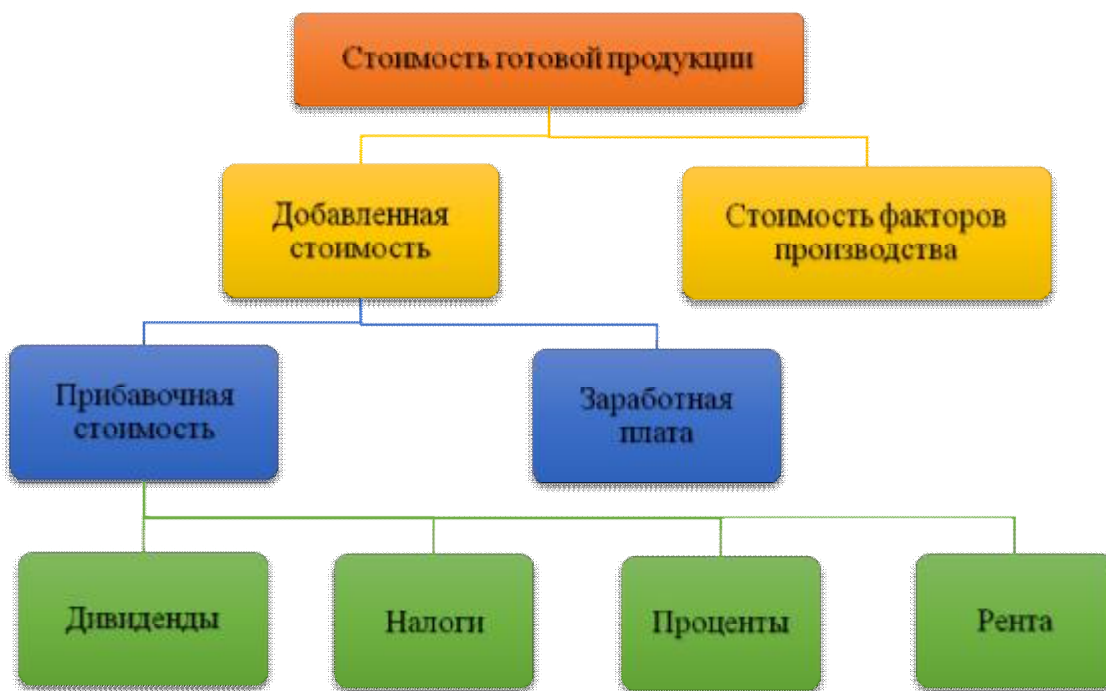 Стоимость готовой продукции
Добавленная
стоимость
Стоимость факторов
производства
Прибавочная
стоимость
Заработная
плата
Дивиденды
Налоги
Проценты
Рента